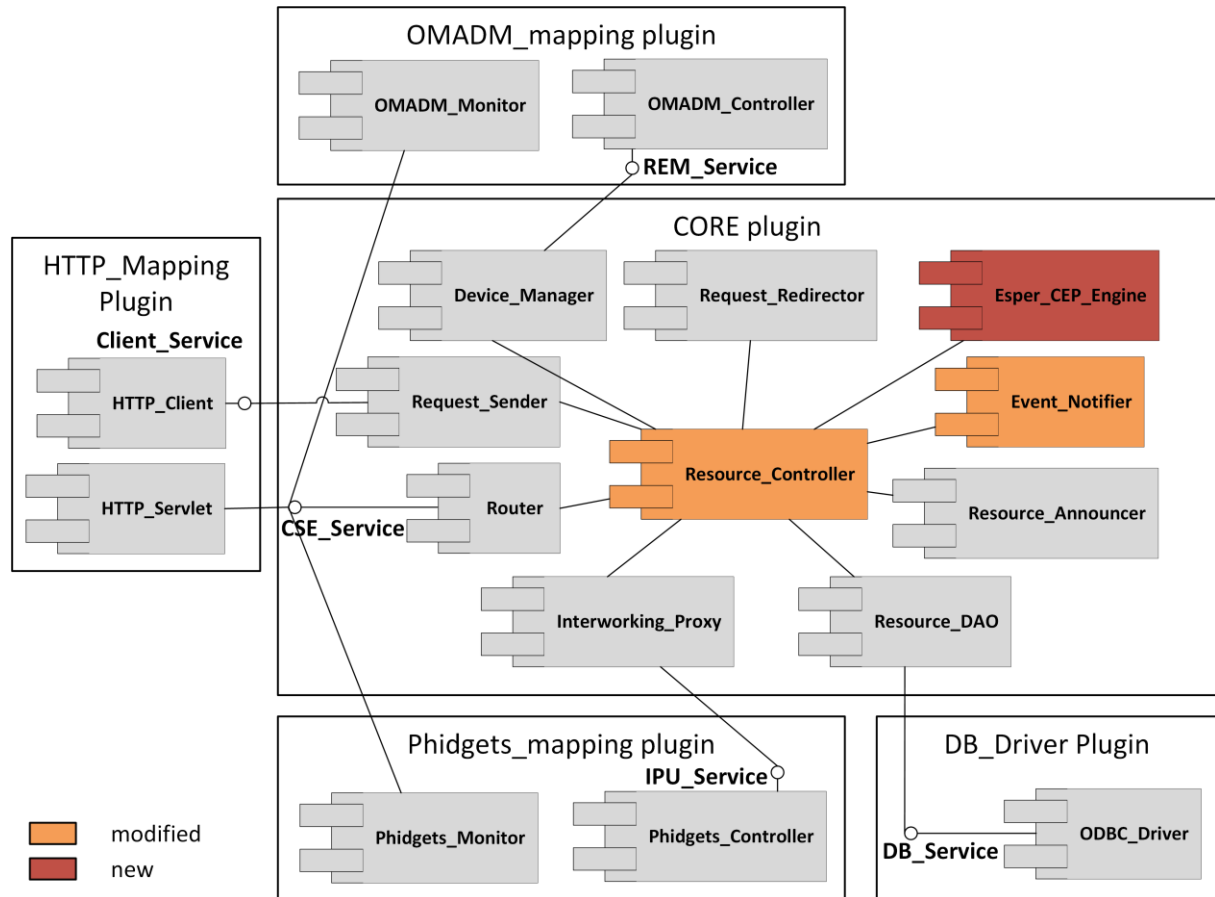 OMADM_mapping plugin
OMADM_Monitor
OMADM_Controller
REM_Service
CORE plugin
HTTP_Mapping
Plugin
Client_Service
HTTP_Client
HTTP_Servlet
Device_Manager
Request_Redirector
Esper_CEP_Engine
Request_Sender
Event_Notifier
Resource_Controller
Router
CSE_Service
Resource_Announcer
Interworking_Proxy
Resource_DAO
Phidgets_mapping plugin
IPU_Service
Phidgets_Monitor
Phidgets_Controller
DB_Driver Plugin
ODBC_Driver
DB_Service
modified
new